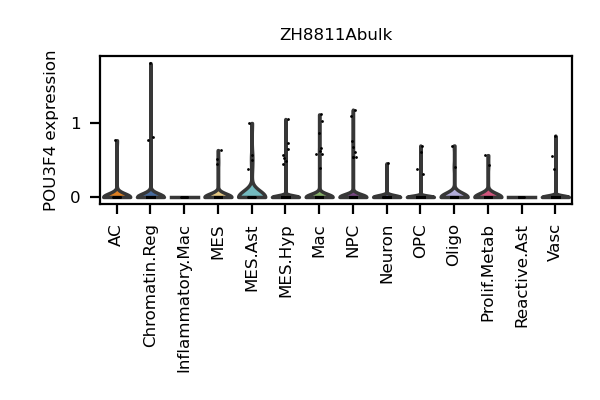 ZH8811Abulk
POU3F4 expression
1
0
AC
Chromatin.Reg
Inflammatory.Mac
MES
MES.Ast
MES.Hyp
Mac
NPC
Neuron
OPC
Oligo
Prolif.Metab
Reactive.Ast
Vasc